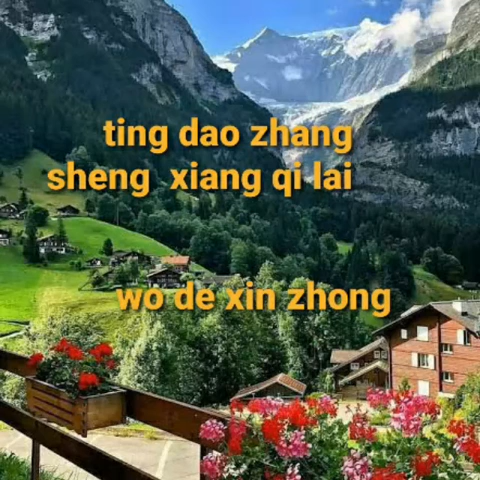 ting dao zhang
sheng xiang qi lai
wo de xin zhong